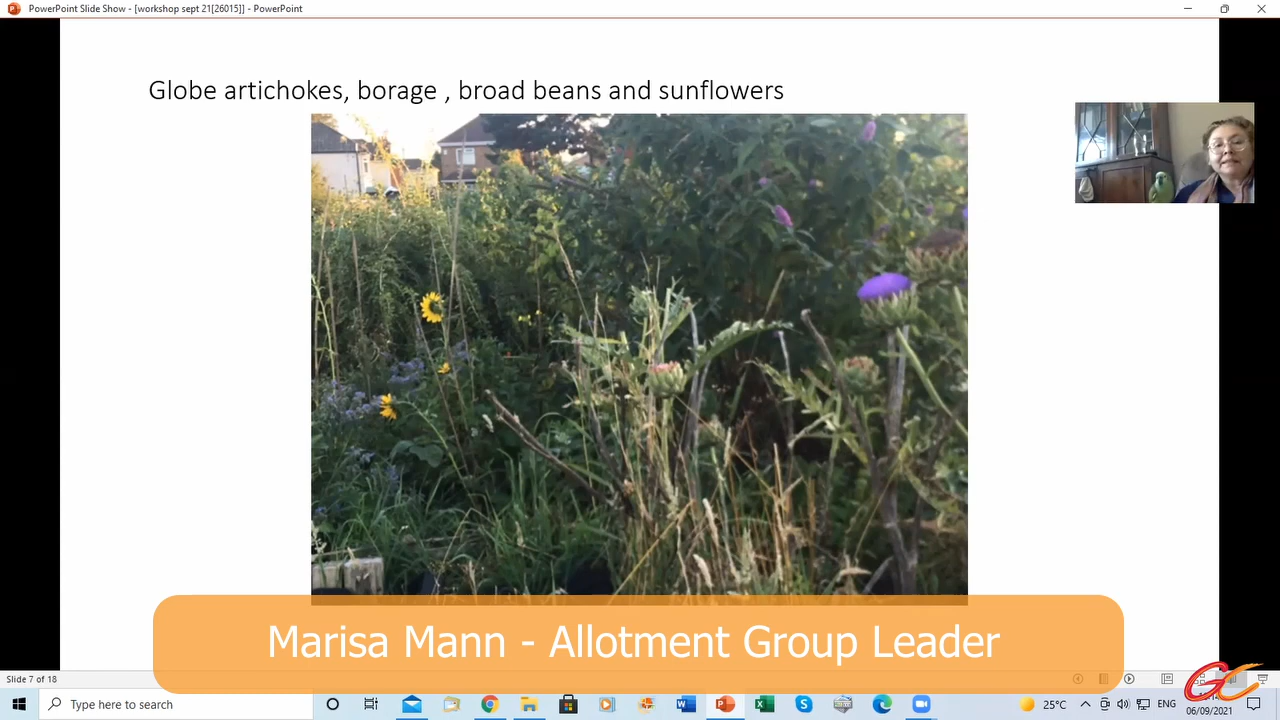 PowerPoint Slide Show - [workshop sept 21[26015]] - PowerPoint
Globe artichokes, borage , broad beans and sunflowers
Marisa Mann - Allotment Group Leader
Slide 7 of 18
GC
Type here to search
25°C
ENG
06/09/2021